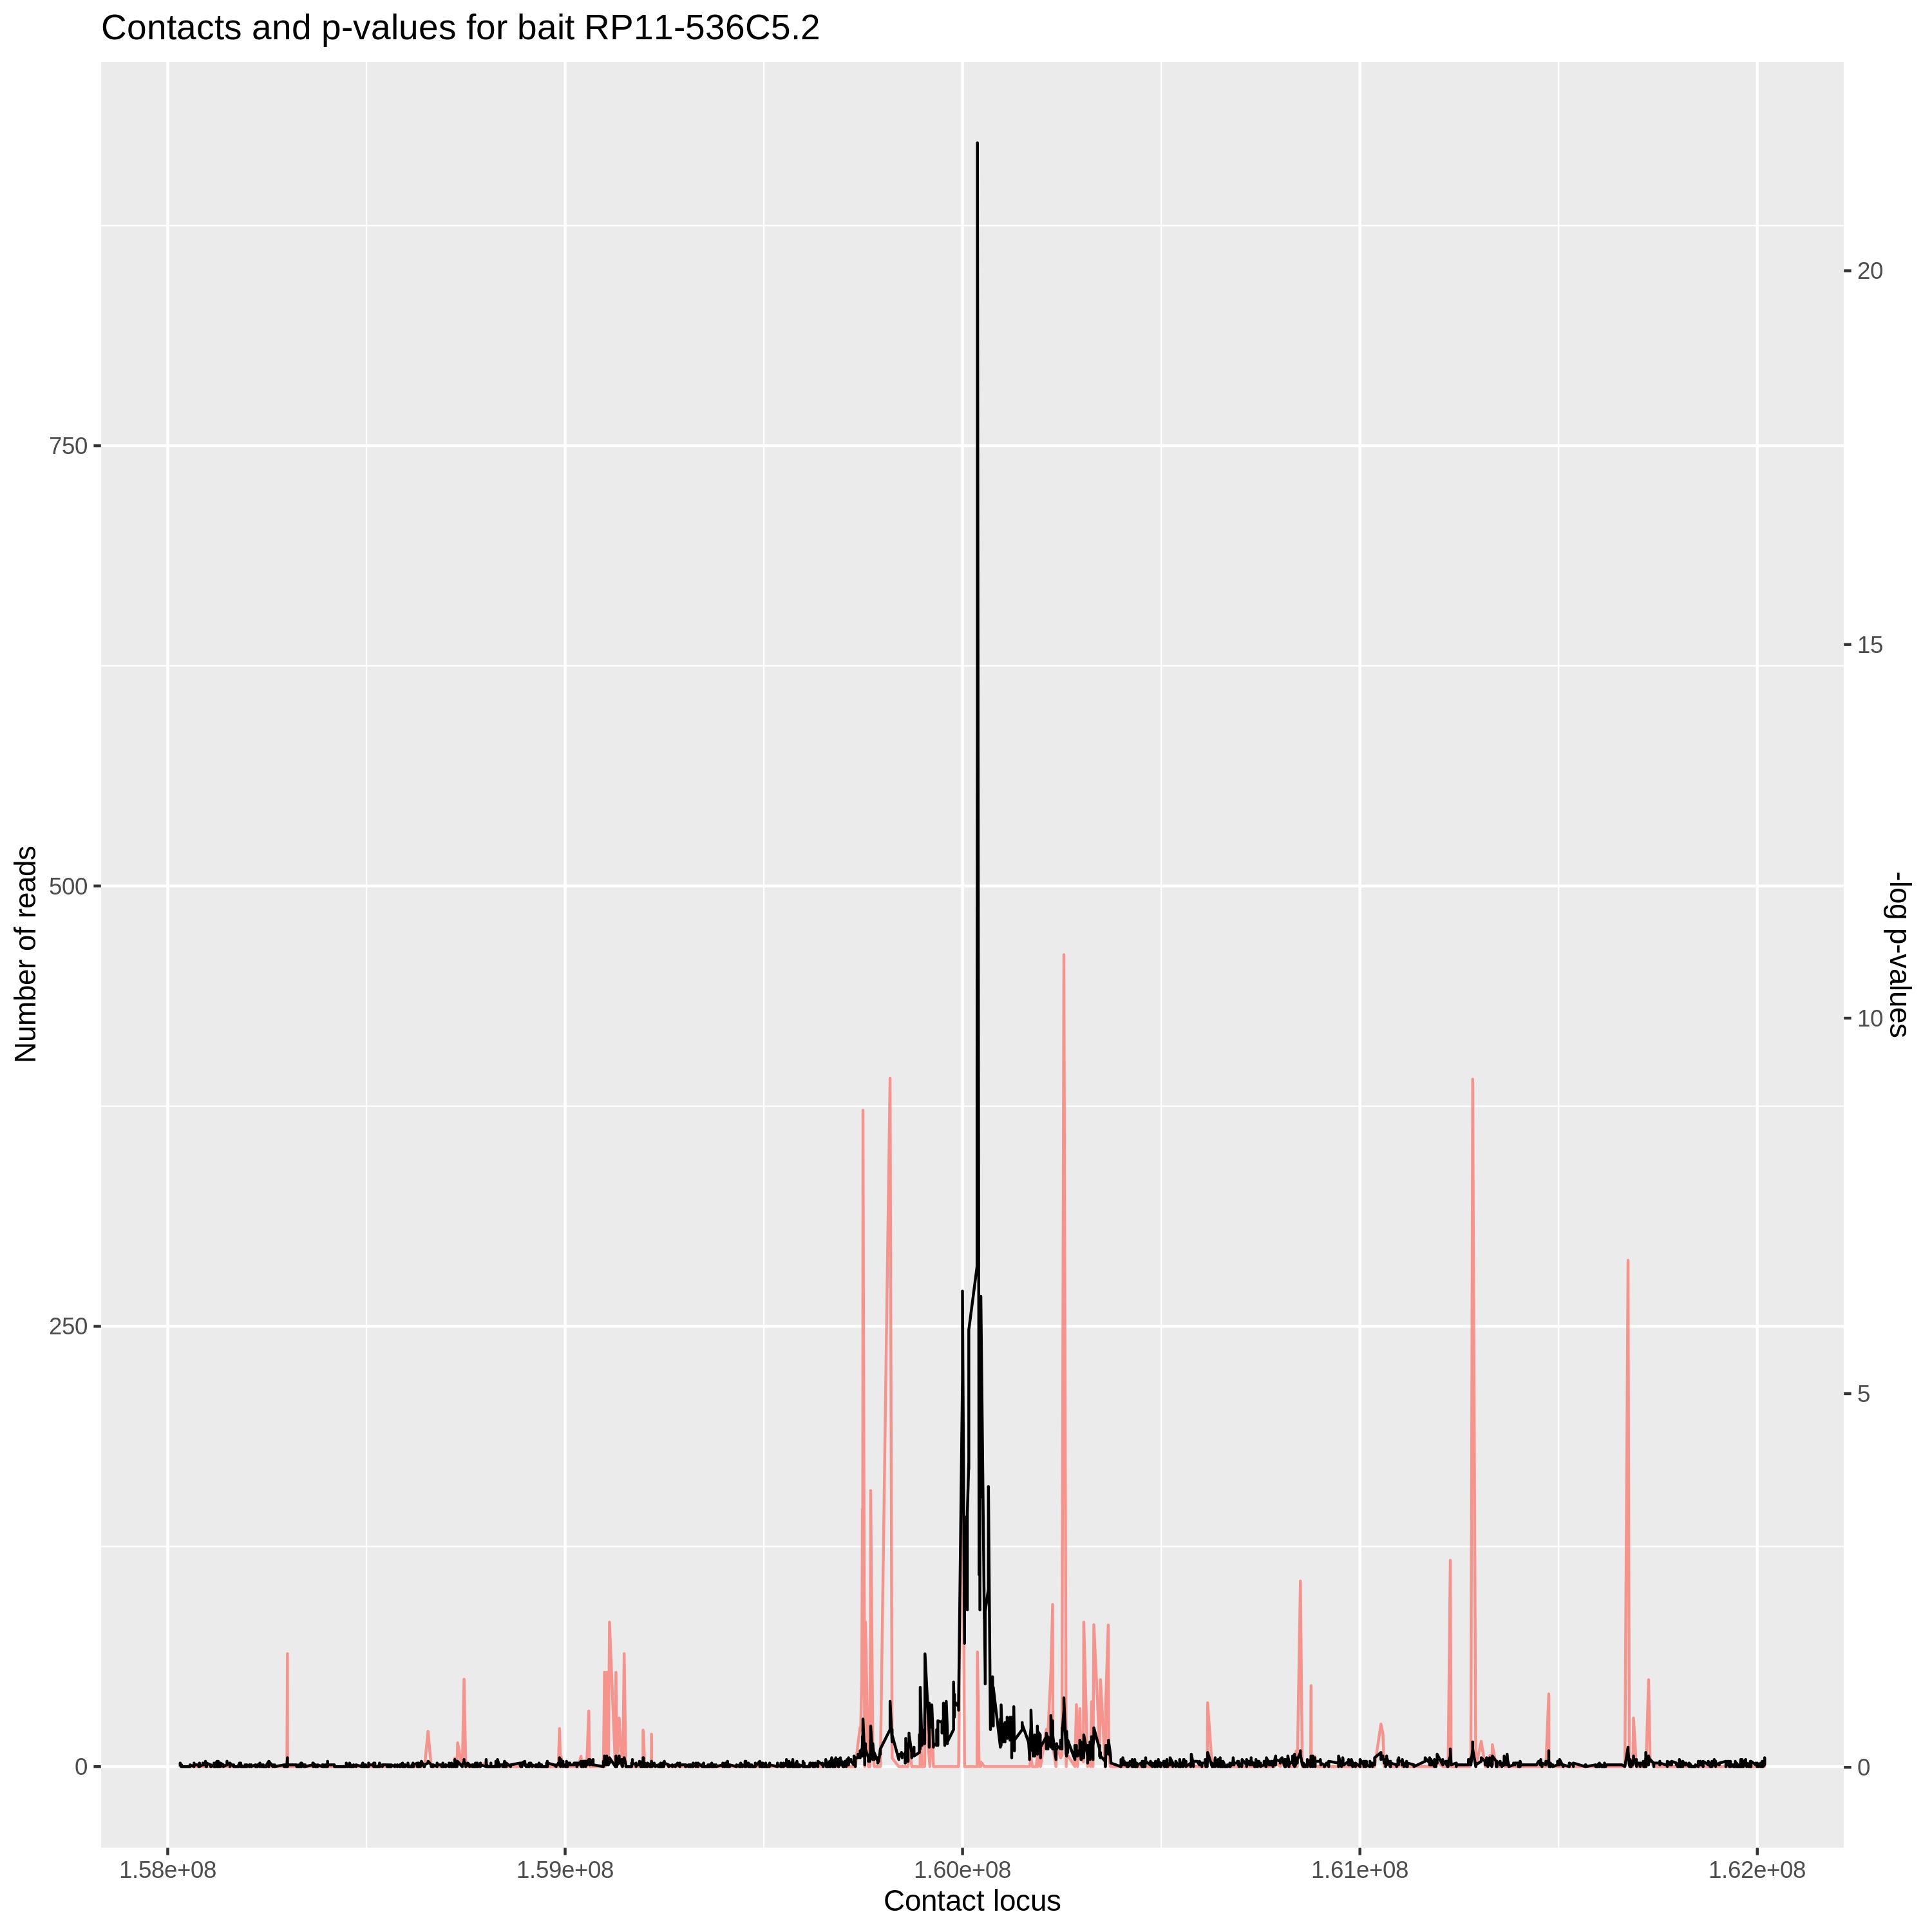 Contacts and p-values for bait RP11-536C5.2
750
500
250
0
Number of reads
20
15
10
5
0
-log p-values
1.58e+08
1.59e+08
1.60e+08
1.61e+08
1.62e+08
Contact locus